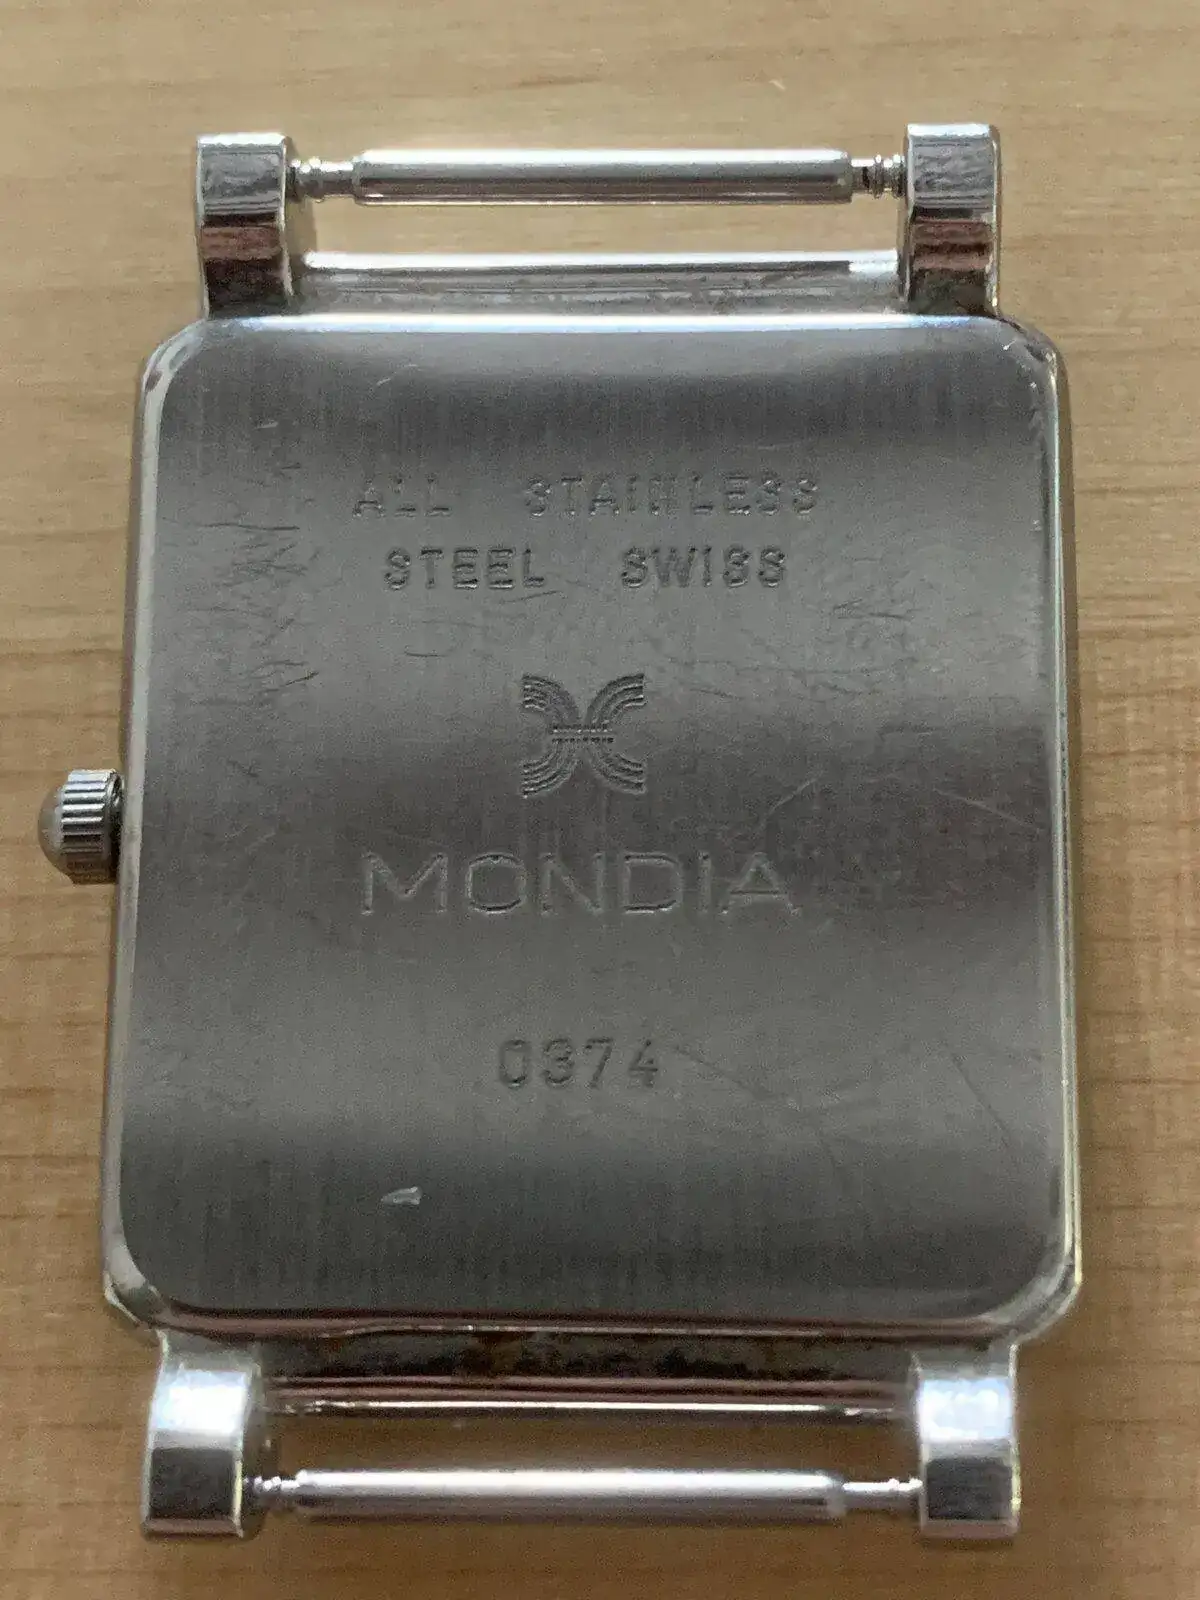 ALL STAINLESS
STEEL SWISS
MONDIA
0374